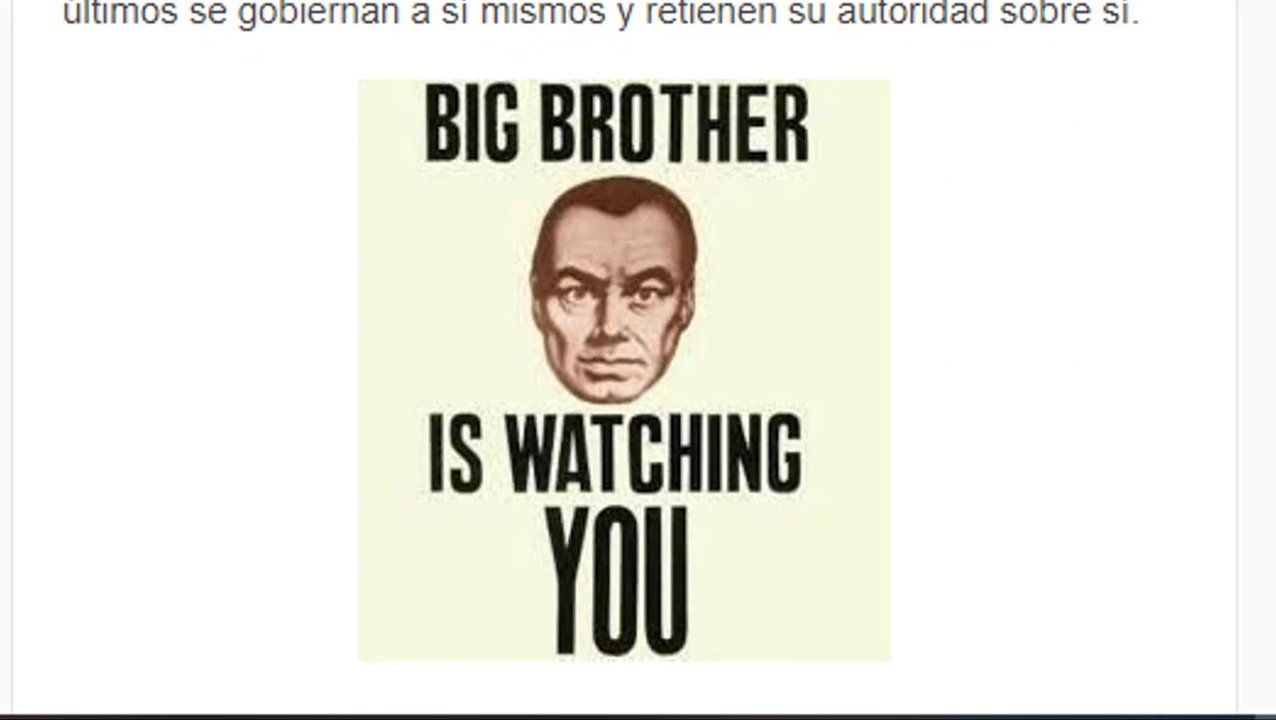 últimos se gobiernan a sí mismos y retienen su autoridad sobre sí.
BIG BROTHER
IS WATCHING
YOU